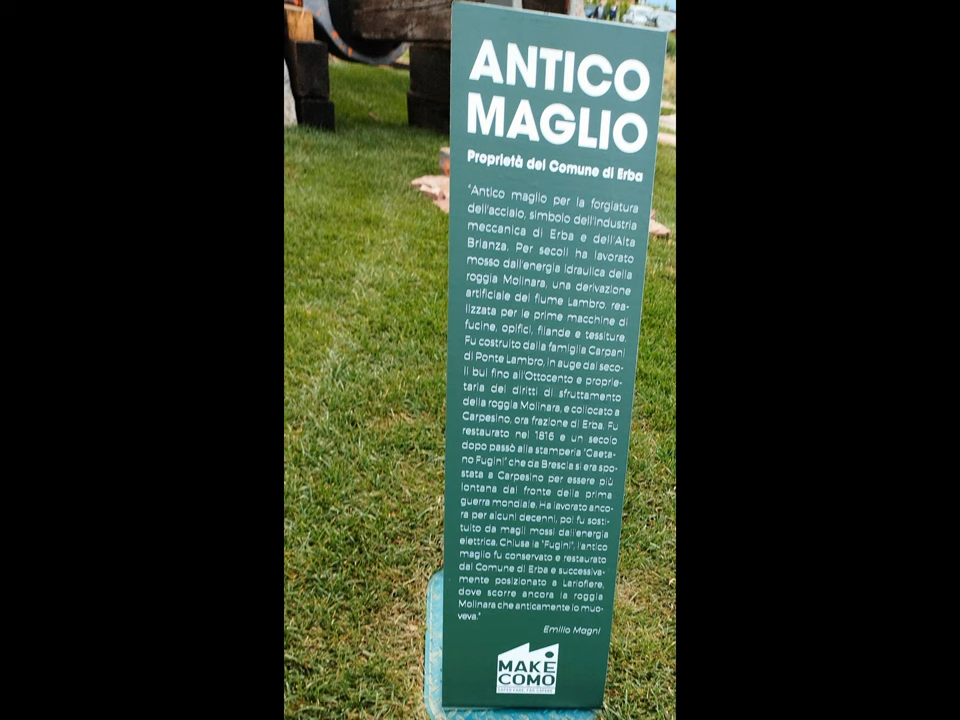 ANTICO
MAGLIO
Proprietà del Comune di Erba
"Antico maglio per la forgiatura
dell'acciaio, simbolo dell'industria
meccanica di Erba e dell'Alta
Brianza. Per secoli ha lavorato
mosso dall'energia idraulica della
roggia Molinara, una derivazione
artificiale del fiume Lambro, rea-
lizzata per le prime macchine di
fucine, opifici, filande e tessiture.
Fu costruito dalla famiglia Carpani
di Ponte Lambro, in auge dai seco-
li bui fino all'Ottocento e proprie-
taria dei diritti di sfruttamento
della roggia Molinara, e collocato a
Carpesino, ora frazione di Erba. Fu
restaurato nel 1816 e un secolo
dopo passò alla stamperia "Caeta-
no Fugini" che da Brescia si era spo-
stata a Carpesino per essere più
lontana dal fronte della prima
guerra mondiale. Ha lavorato anco-
ra per alcuni decenni, poi fu sosti-
tuito da magli mossi dall'energia
elettrica. Chiusa la "Fugini", l'antico
maglio fu conservato e restaurato
dal Comune di Erba e successiva-
mente posizionato a Lariofiere,
dove scorre ancora la roggia
Molinara che anticamente lo muo-
veva."
Emilio Magni
MAKE
COMO